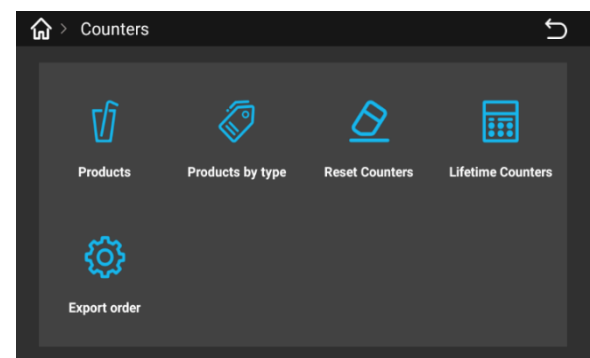 > Counters
Products
Products by type
Reset Counters
Lifetime Counters
Export order